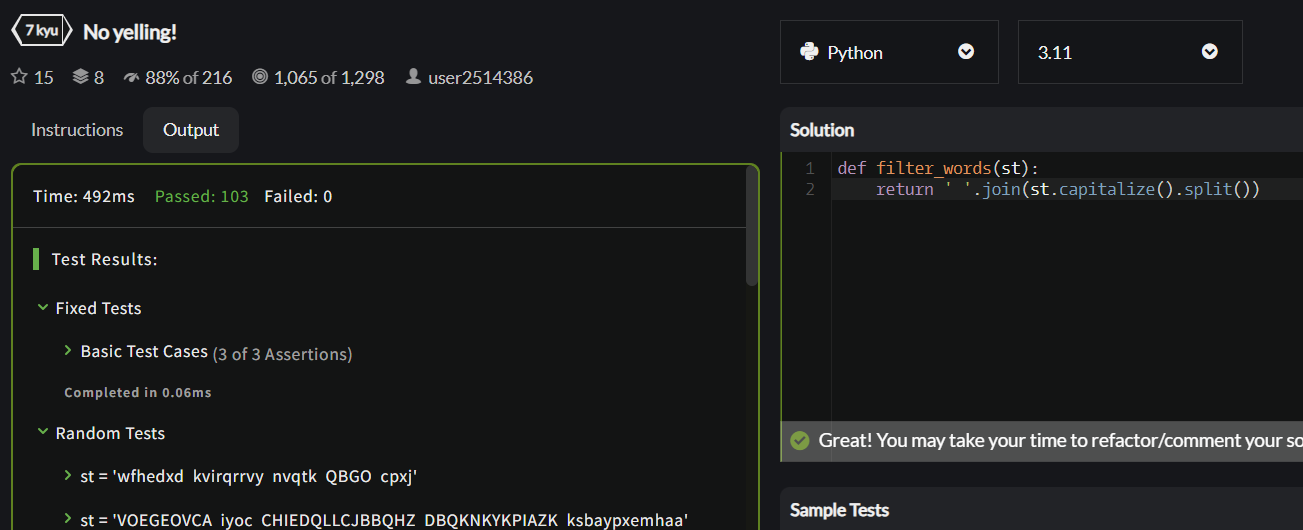 7 kyu No yelling!
15 8 88% of 216 1,065 of 1,298 user2514386
Instructions Output
Time: 492ms Passed: 103 Failed: 0
Test Results:
Fixed Tests
Basic Test Cases (3 of 3 Assertions)
Completed in 0.06ms
Random Tests
st = 'wfhedxd kvirqrrvy nvqtk QBGO cpxj'
st = 'VOEGEOVCA iyoc CHIEDQLLCJBBQHZ DBQKNKYKPIAZK ksbaypxemhaa'
Python 3.11
Solution
1 def filter_words(st):
2 return ' '.join(st.capitalize().split())
Great! You may take your time to refactor/comment your so
Sample Tests